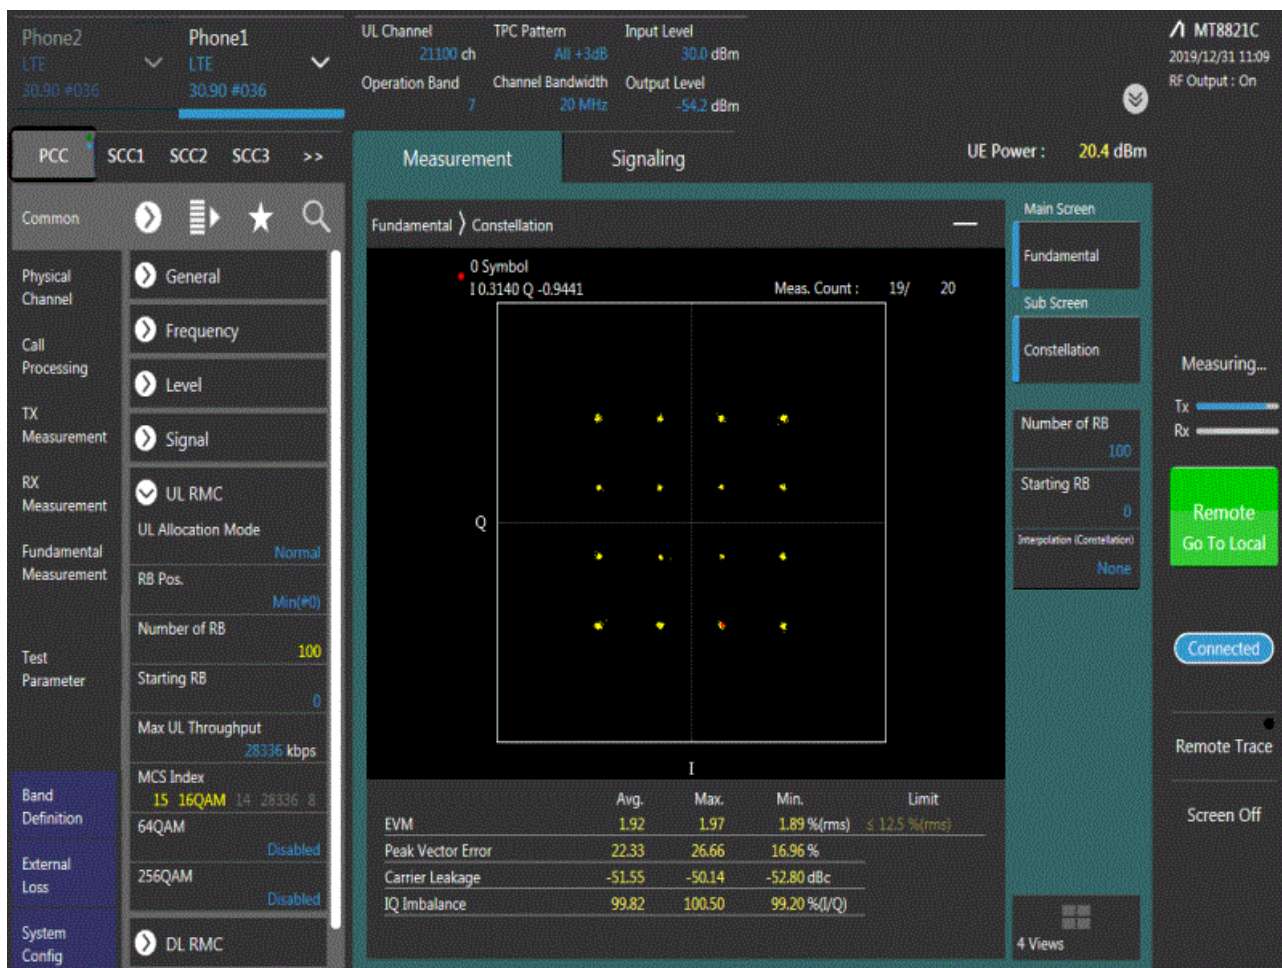 Phone2
LTE
30.90 #036
Phone1
LTE
30.90 #036
UL Channel
21100 ch
TPC Pattern
All +3dB
Input Level
30.0 dBm
Operation Band
7
Channel Bandwidth
20 MHz
Output Level
-54.2 dBm
MT8821C
2019/12/31 11:09
RF Output : On
PCC SCC1 SCC2 SCC3 >>
Measurement
Signaling
UE Power : 20.4 dBm
Common
Physical
Channel
Call
Processing
TX
Measurement
RX
Measurement
Fundamental
Measurement
Test
Parameter
Band
Definition
External
Loss
System
Config
General
Frequency
Level
Signal
UL RMC
UL Allocation Mode
Normal
RB Pos.
Min(#0)
Number of RB
100
Starting RB
0
Max UL Throughput
28336 kbps
MCS Index
15 16QAM 14 28336 8
64QAM
Disabled
256QAM
Disabled
DL RMC
Fundamental ⟩ Constellation
0 Symbol
I 0.3140 Q -0.9441
Meas. Count : 19/ 20
Q
I
Avg. Max. Min. Limit
EVM 1.92 1.97 1.89 %(rms) ≤ 12.5 %(rms)
Peak Vector Error 22.33 26.66 16.96 %
Carrier Leakage -51.55 -50.14 -52.80 dBc
IQ Imbalance 99.82 100.50 99.20 %(I/Q)
Main Screen
Fundamental
Sub Screen
Constellation
Number of RB
100
Starting RB
0
Interpolation (Constellation)
None
4 Views
Measuring...
Tx
Rx
Remote
Go To Local
Connected
Remote Trace
Screen Off